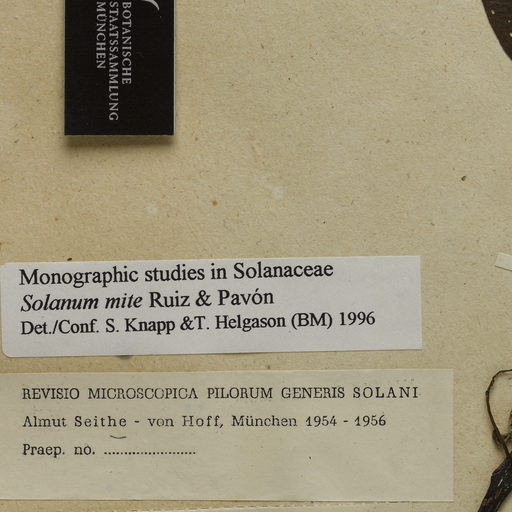 BOTANISCHE
STAATSSAMMLUNG
MÜNCHEN
Monographic studies in Solanaceae
Solanum mite Ruiz & Pavón
Det./Conf. S. Knapp &T. Helgason (BM) 1996
REVISIO MICROSCOPICA PILORUM GENERIS SOLANI
Almut Seithe - von Hoff, München 1954 - 1956
Praep. no. ........................